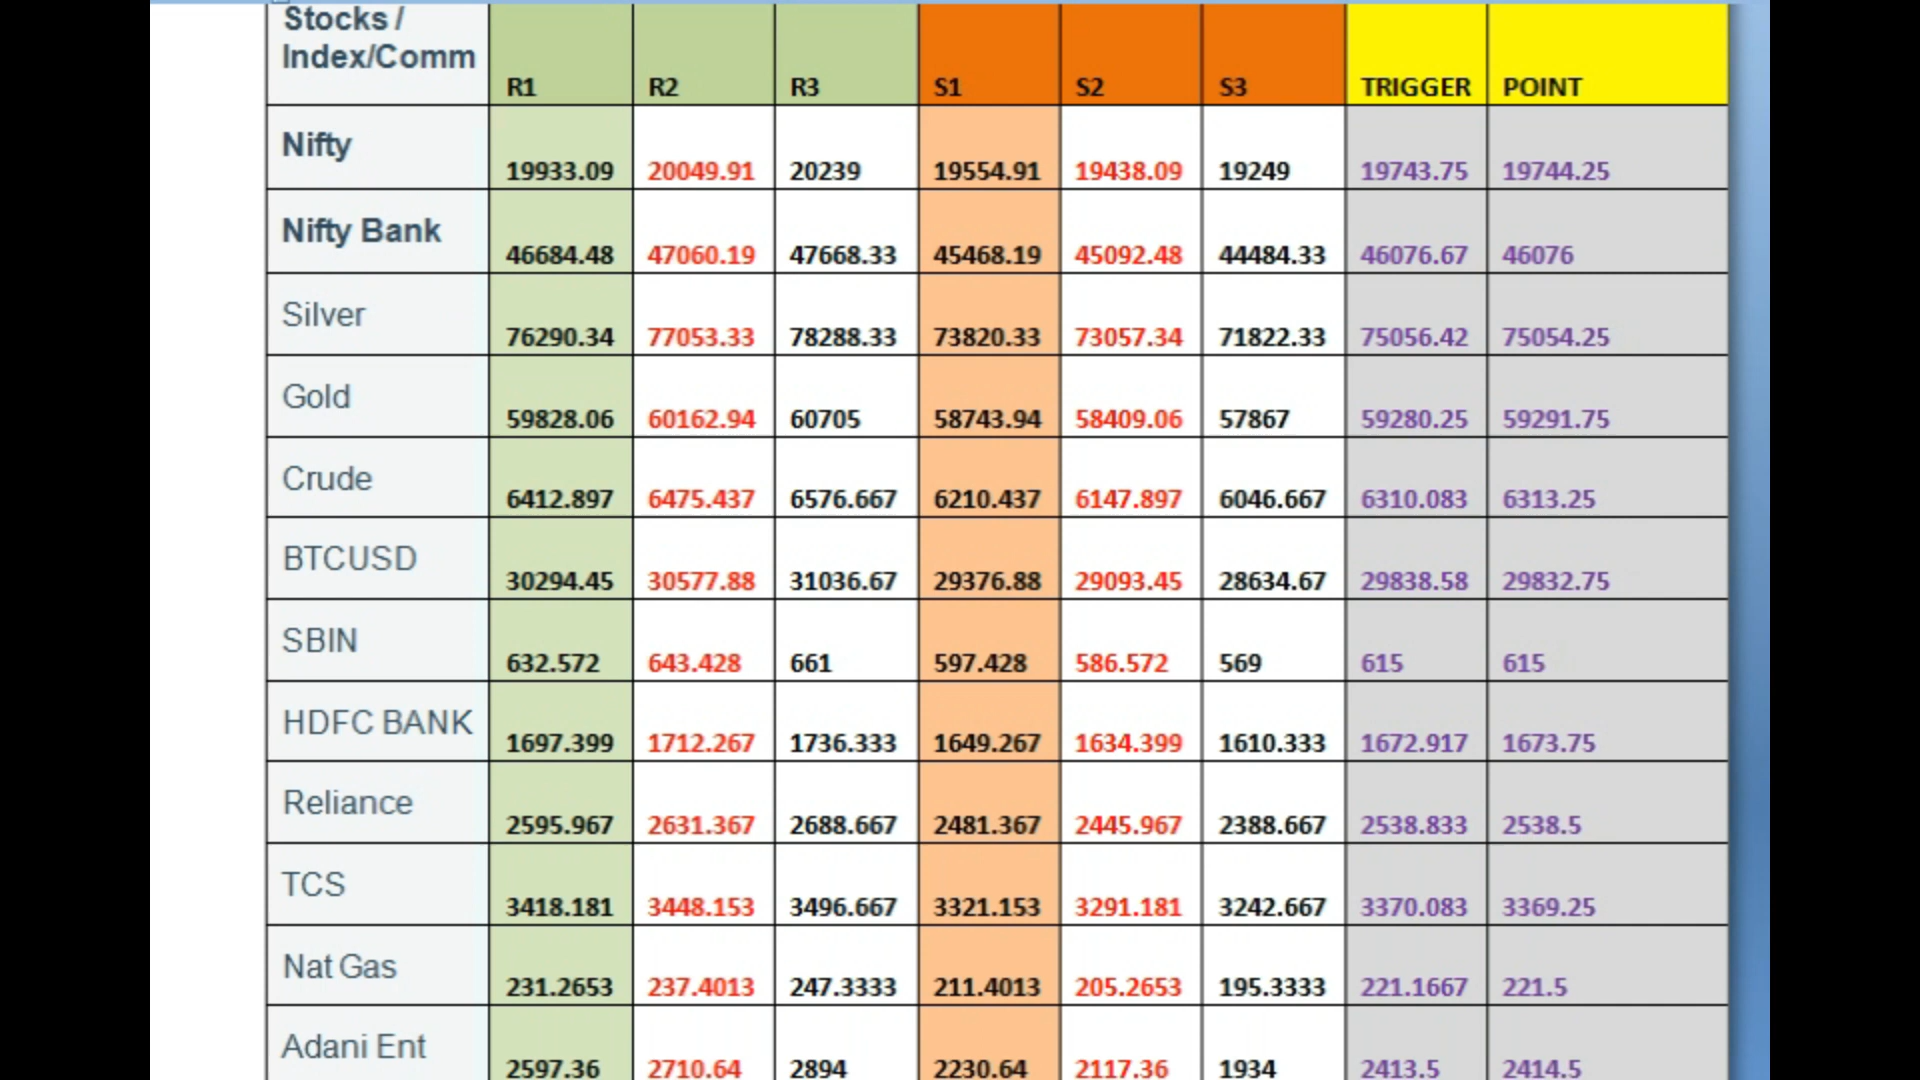 Stocks /
Index/Comm R1 R2 R3 S1 S2 S3 TRIGGER POINT
Nifty 19933.09 20049.91 20239 19554.91 19438.09 19249 19743.75 19744.25
Nifty Bank 46684.48 47060.19 47668.33 45468.19 45092.48 44484.33 46076.67 46076
Silver 76290.34 77053.33 78288.33 73820.33 73057.34 71822.33 75056.42 75054.25
Gold 59828.06 60162.94 60705 58743.94 58409.06 57867 59280.25 59291.75
Crude 6412.897 6475.437 6576.667 6210.437 6147.897 6046.667 6310.083 6313.25
BTCUSD 30294.45 30577.88 31036.67 29376.88 29093.45 28634.67 29838.58 29832.75
SBIN 632.572 643.428 661 597.428 586.572 569 615 615
HDFC BANK 1697.399 1712.267 1736.333 1649.267 1634.399 1610.333 1672.917 1673.75
Reliance 2595.967 2631.367 2688.667 2481.367 2445.967 2388.667 2538.833 2538.5
TCS 3418.181 3448.153 3496.667 3321.153 3291.181 3242.667 3370.083 3369.25
Nat Gas 231.2653 237.4013 247.3333 211.4013 205.2653 195.3333 221.1667 221.5
Adani Ent 2597.36 2710.64 2894 2230.64 2117.36 1934 2413.5 2414.5